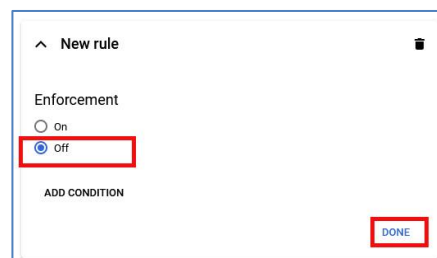 New rule
Enforcement
On
Off
ADD CONDITION
DONE